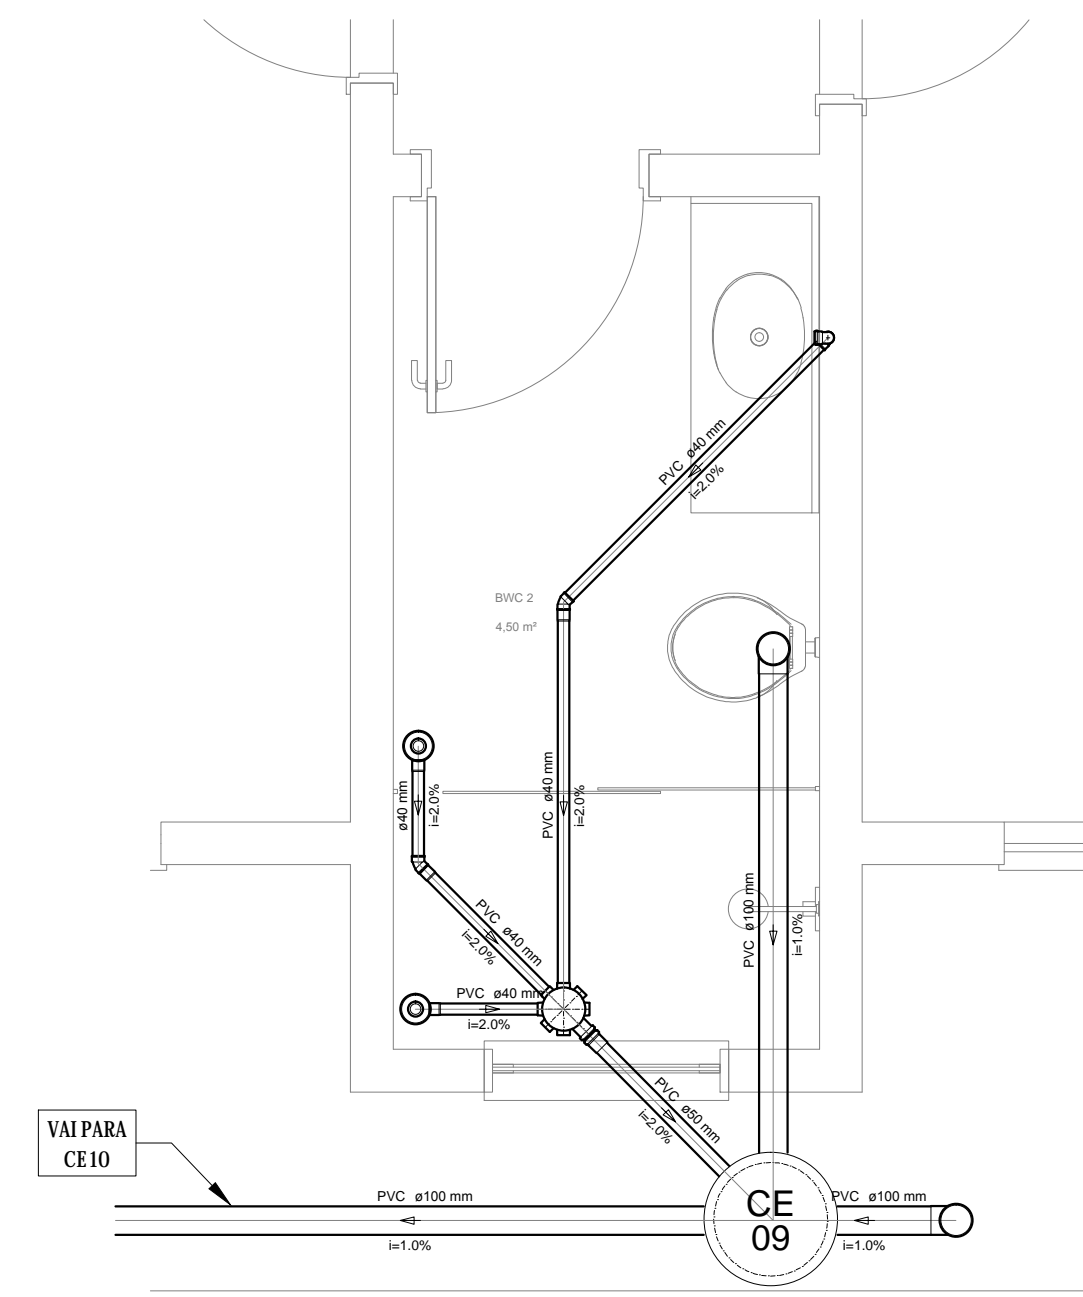 PVC ø40 mm
i=2.0%
BWC 2
4,50 m²
PVC ø40 mm
i=2.0%
ø40 mm
i=2.0%
PVC ø100 mm
i=1.0%
PVC ø40 mm
i=2.0%
PVC ø40 mm
i=2.0%
PVC ø50 mm
i=2.0%
VAI PARA
CE10
PVC ø100 mm
i=1.0%
CE
09
PVC ø100 mm
i=1.0%